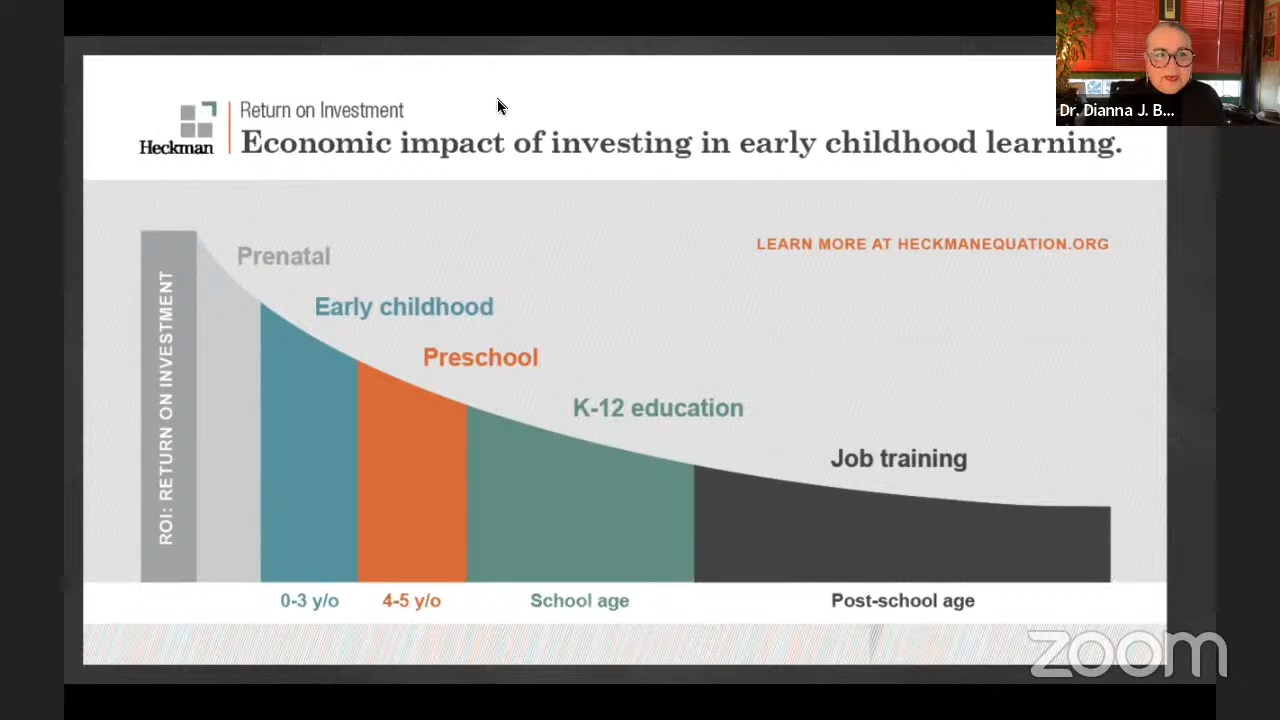 Dr. Dianna J. B...
Heckman
Return on Investment
Economic impact of investing in early childhood learning.
LEARN MORE AT HECKMANEQUATION.ORG
ROI: RETURN ON INVESTMENT
Prenatal
Early childhood
Preschool
K-12 education
Job training
0-3 y/o
4-5 y/o
School age
Post-school age
zoom